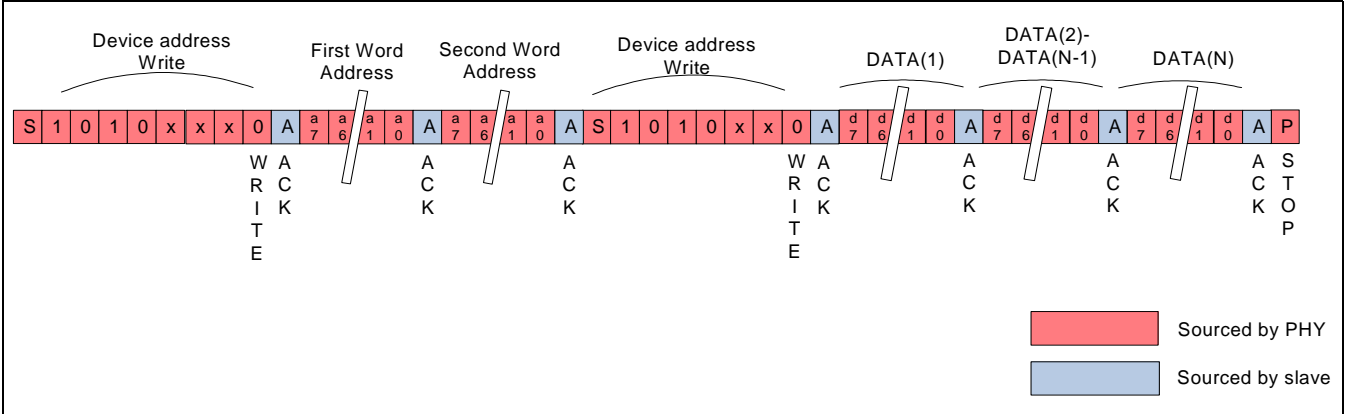 Device address
Write
First Word
Address
Second Word
Address
Device address
Write
DATA(1)
DATA(2)-
DATA(N-1)
DATA(N)
S 1 0 1 0 x x x 0 A a7 a6 a1 a0 A a7 a6 a1 a0 A S 1 0 1 0 x x 0 A d7 d6 d1 d0 A d7 d6 d1 d0 A d7 d6 d1 d0 A P
WRITE
ACK
ACK
ACK
WRITE
ACK
ACK
ACK
ACK
STOP
Sourced by PHY
Sourced by slave